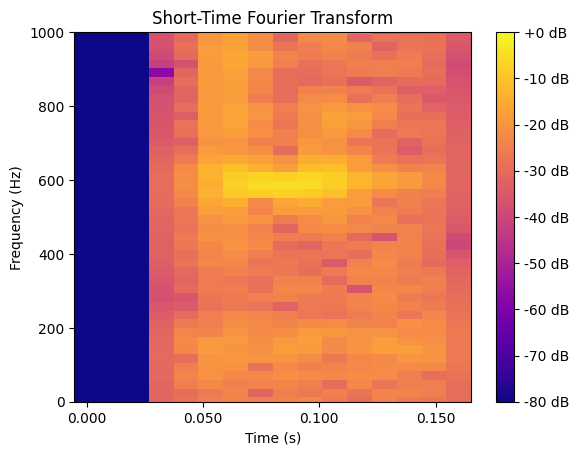 Short-Time Fourier Transform
1000
800
600
400
200
0
Frequency (Hz)
0.000
0.050
0.100
0.150
Time (s)
+0 dB
-10 dB
-20 dB
-30 dB
-40 dB
-50 dB
-60 dB
-70 dB
-80 dB